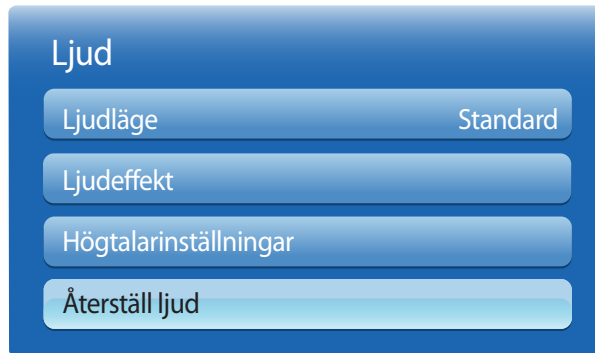 Ljud
Ljudläge Standard
Ljudeffekt
Högtalarinställningar
Återställ ljud